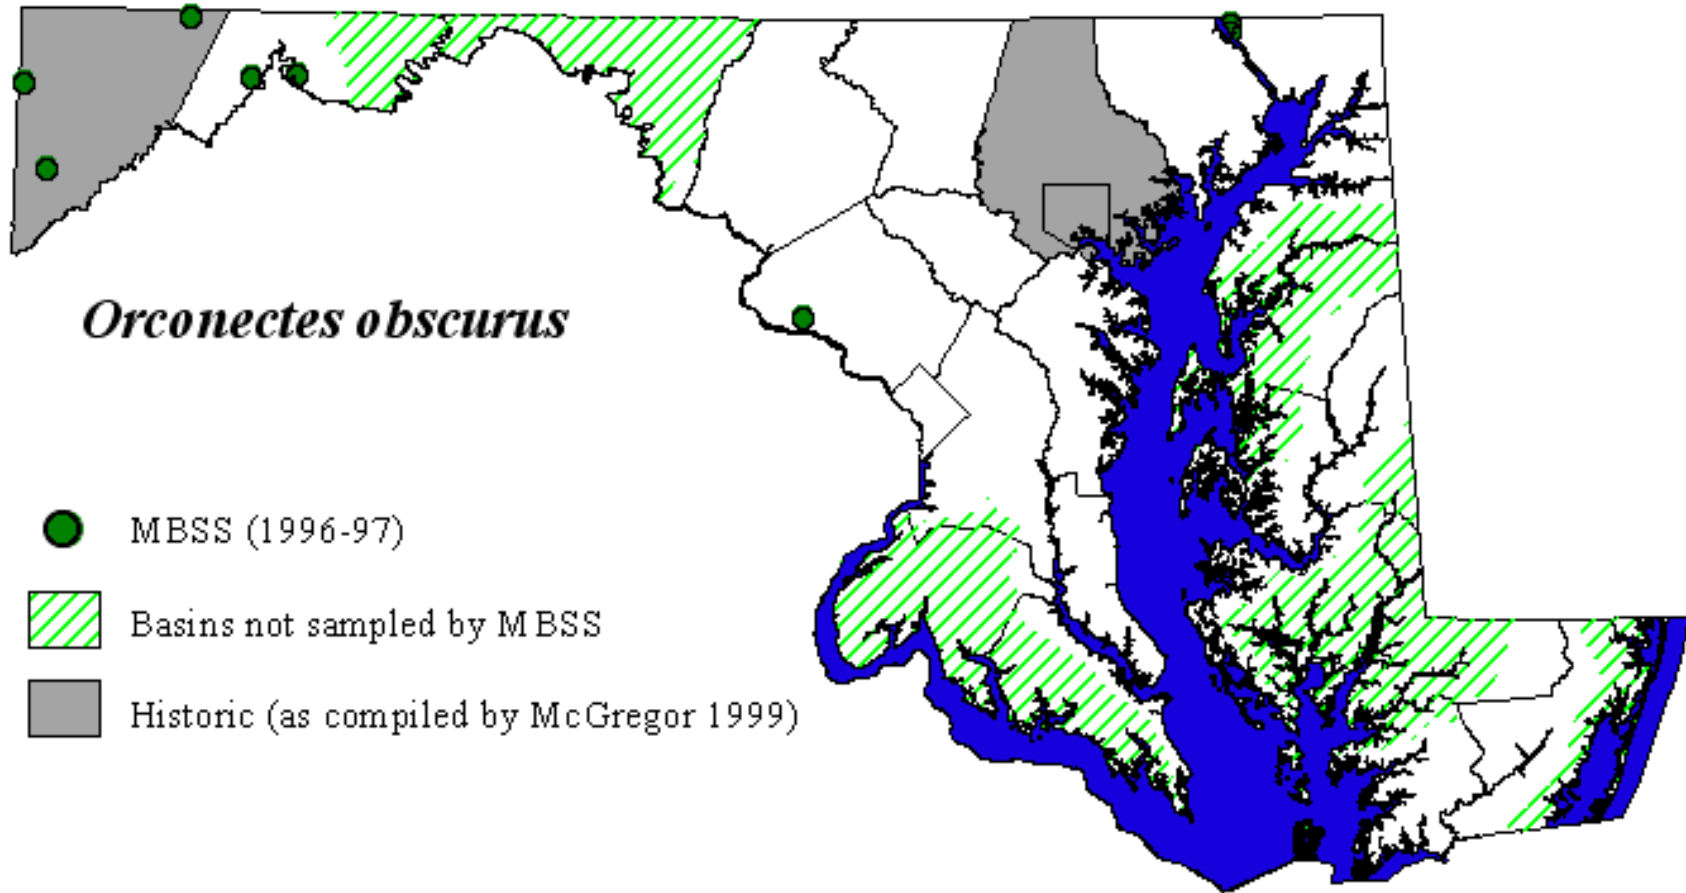 Orconectes obscurus
MBSS (1996-97)
Basins not sampled by MBSS
Historic (as compiled by McGregor 1999)